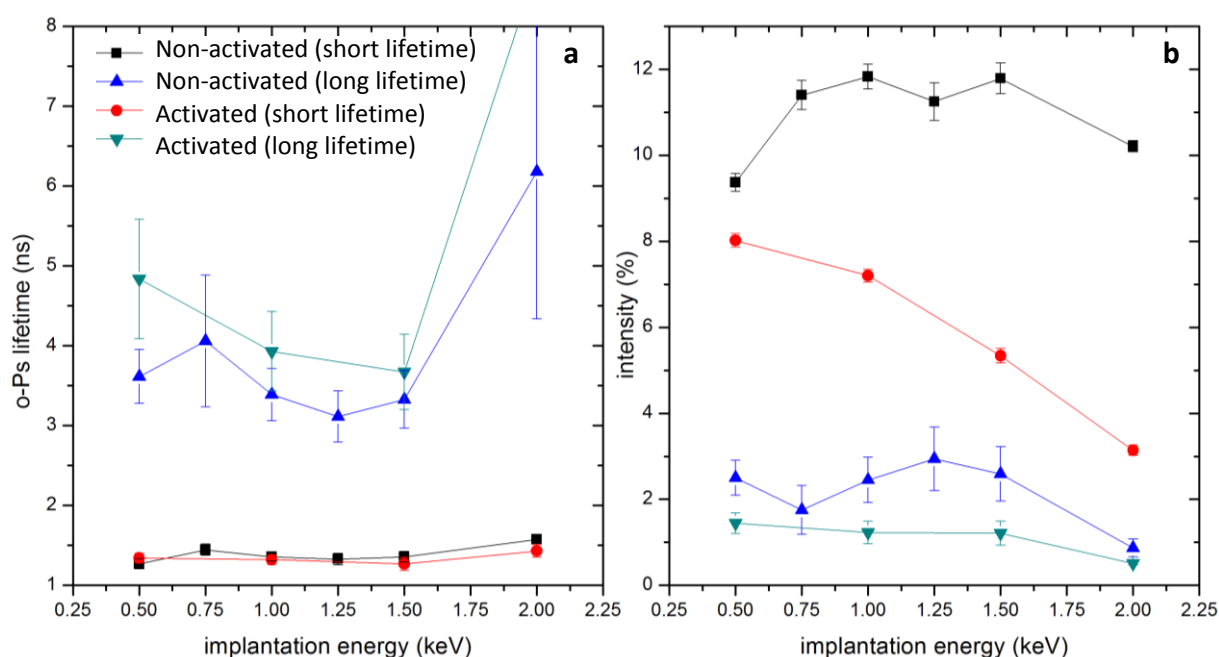 8
7
6
5
4
3
2
1
o-Ps lifetime (ns)
Non-activated (short lifetime)
Non-activated (long lifetime)
Activated (short lifetime)
Activated (long lifetime)
a
0.25 0.50 0.75 1.00 1.25 1.50 1.75 2.00 2.25
implantation energy (keV)
12
10
8
6
4
2
0
intensity (%)
b
0.25 0.50 0.75 1.00 1.25 1.50 1.75 2.00 2.25
implantation energy (keV)